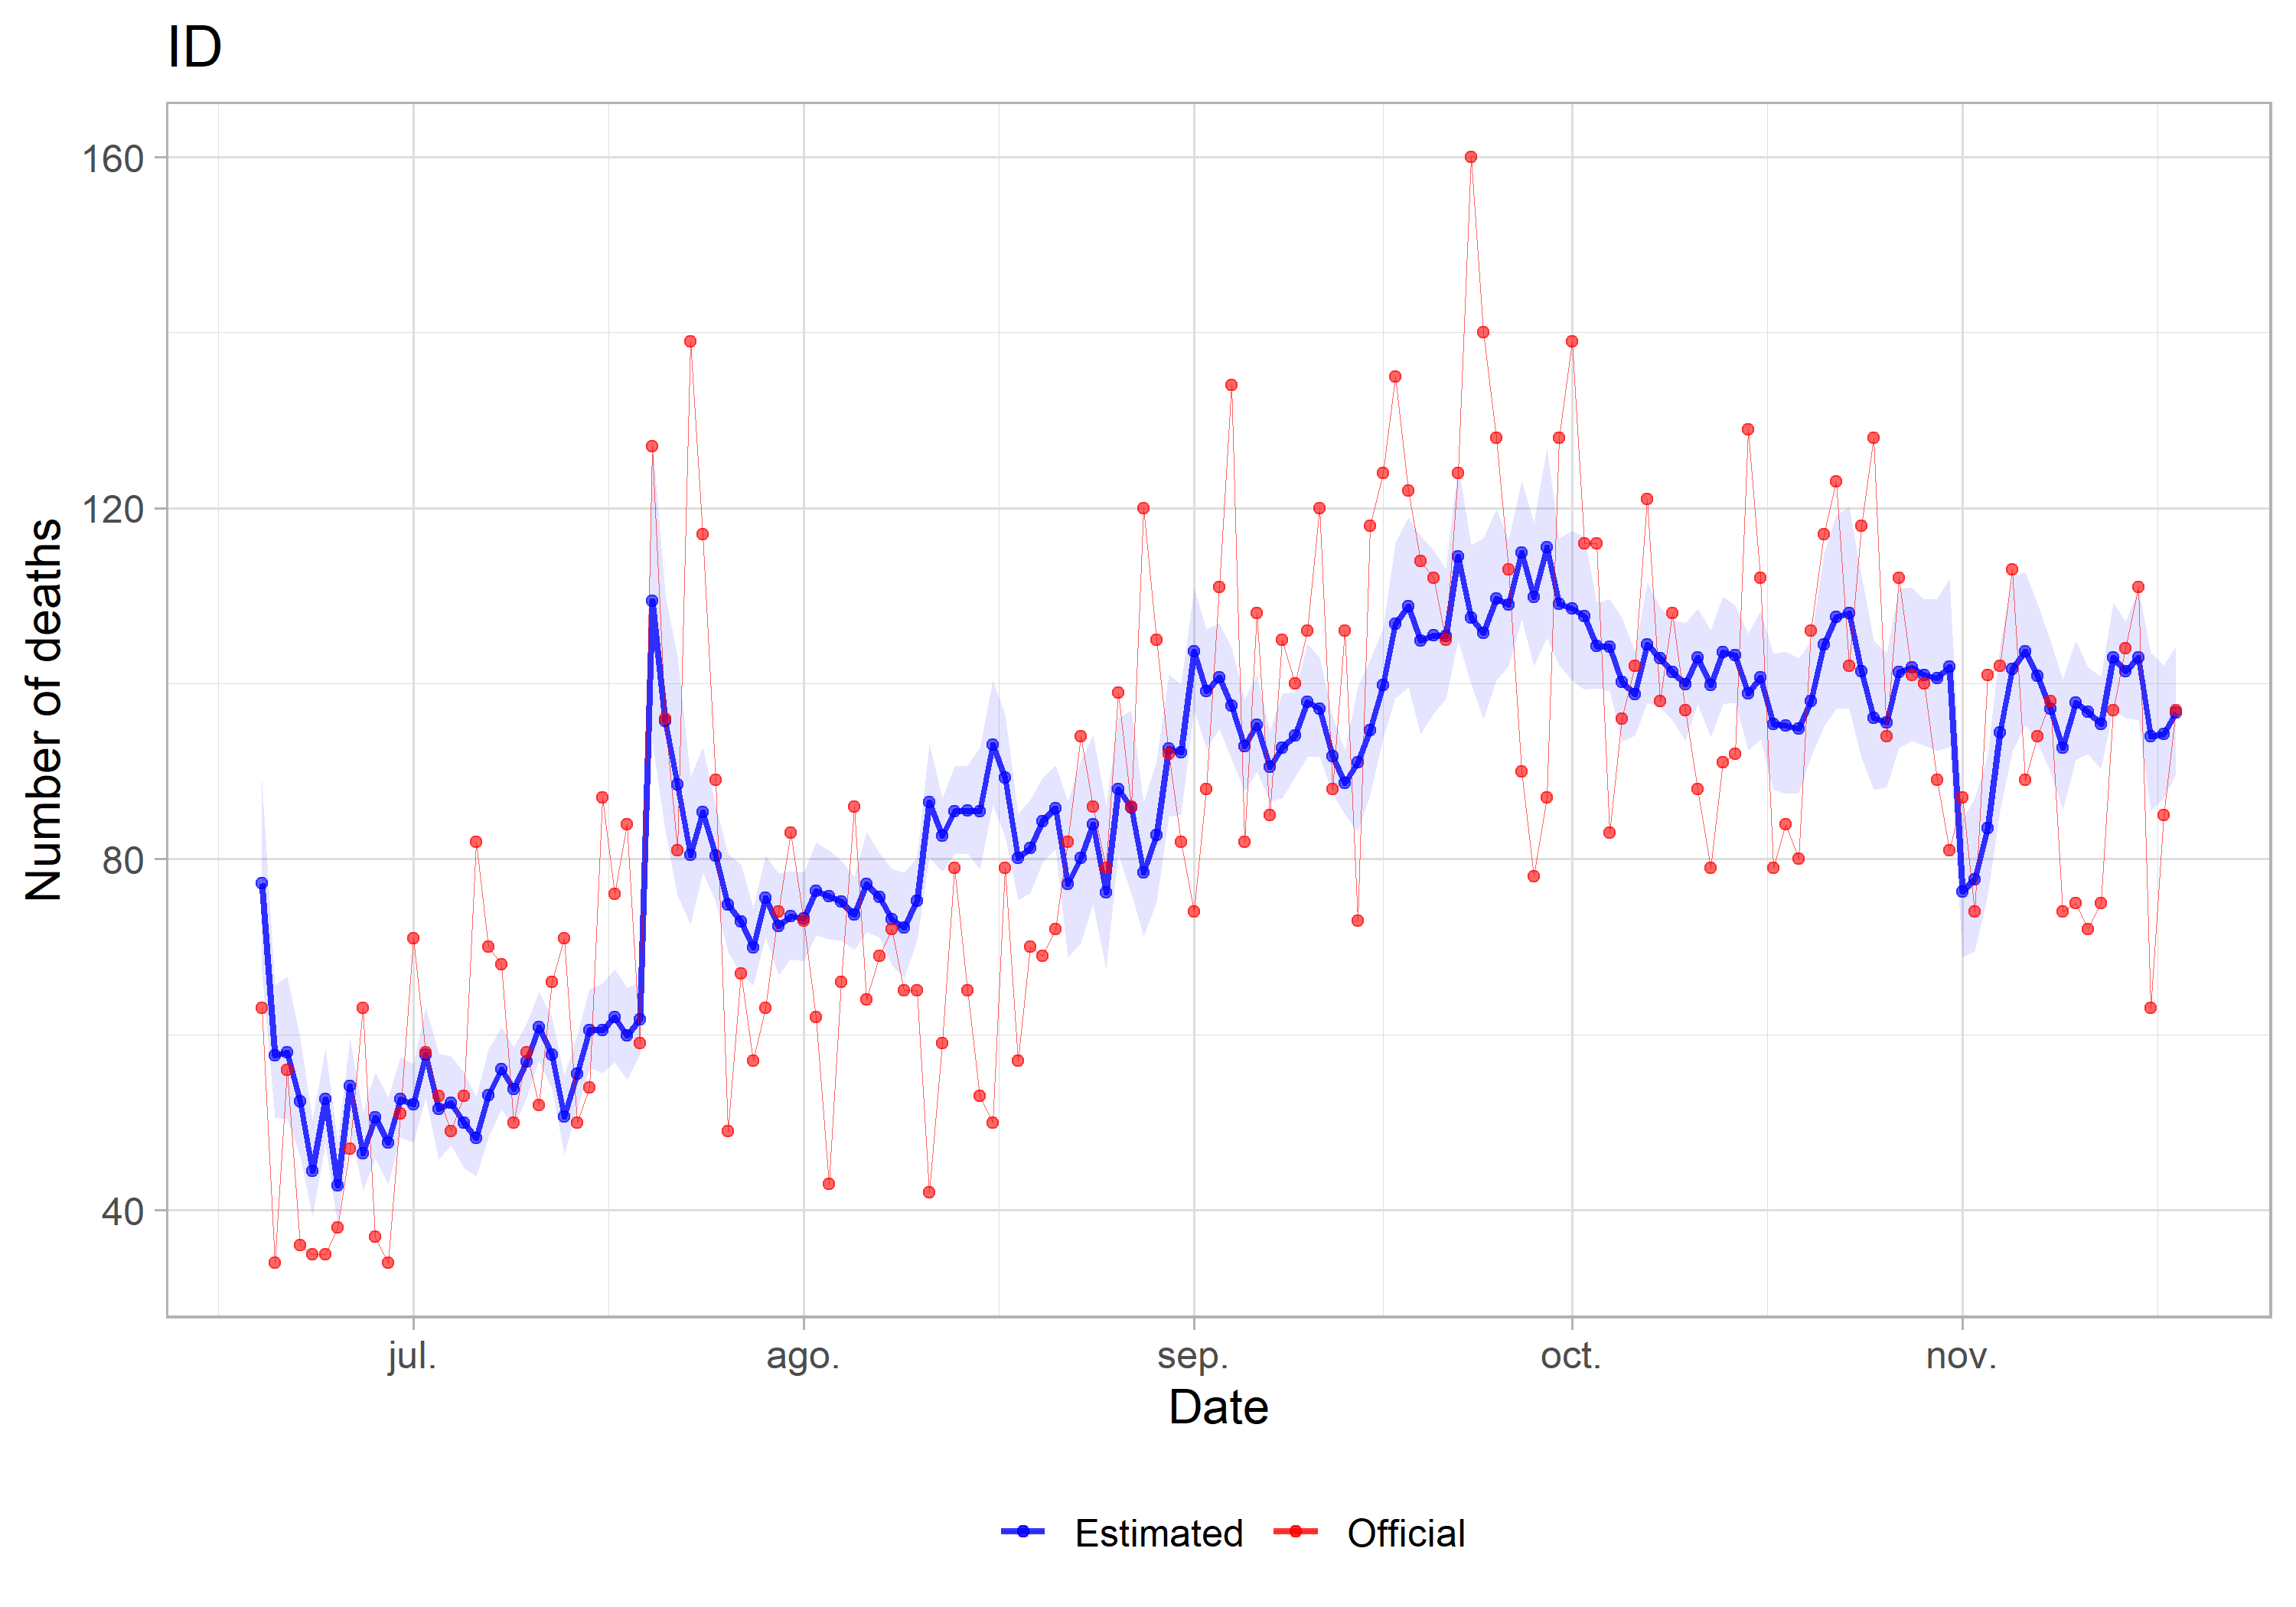 ID
Number of deaths
160
120
80
40
jul.
ago.
sep.
oct.
nov.
Date
Estimated
Official